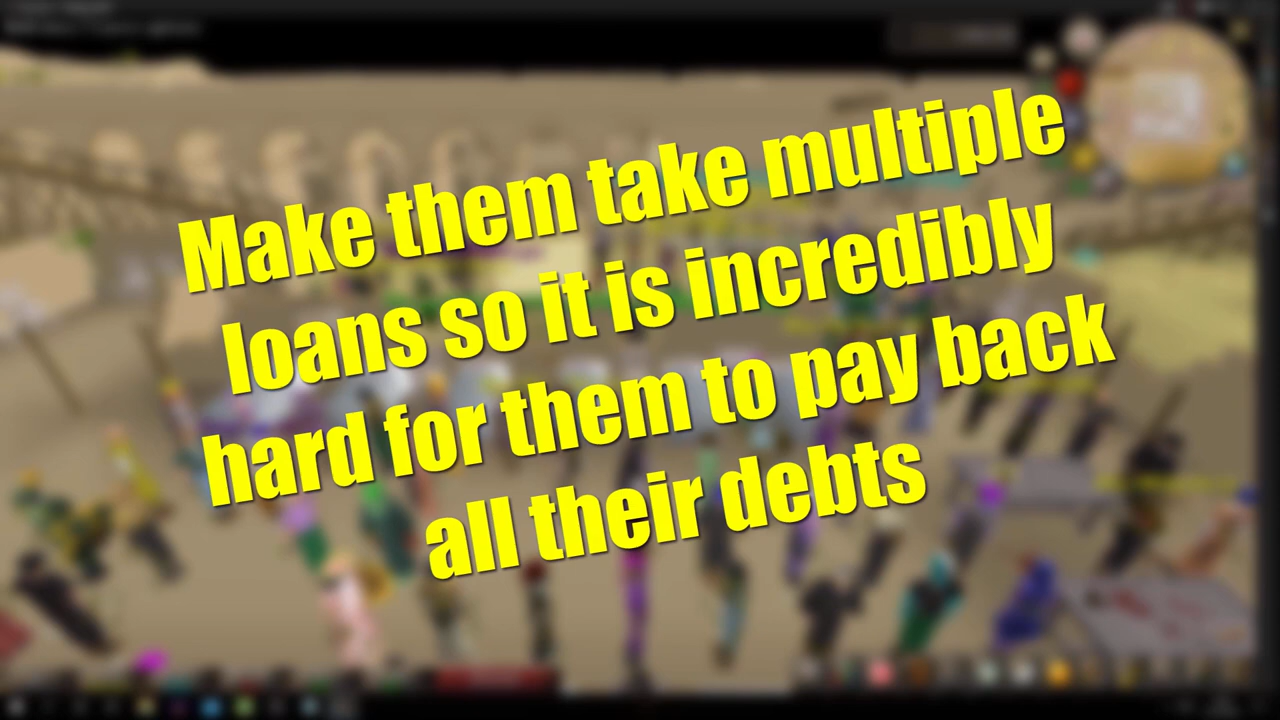 Make them take multiple
loans so it is incredibly
hard for them to pay back
all their debts